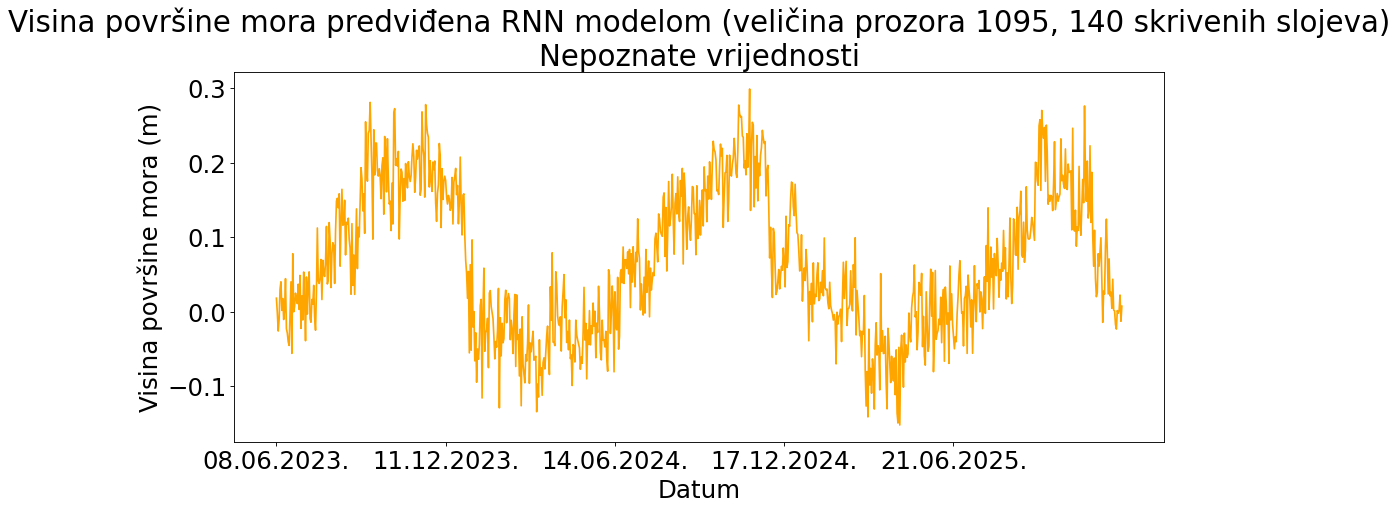 Visina površine mora predviđena RNN modelom (veličina prozora 1095, 140 skrivenih slojeva)
Nepoznate vrijednosti
Visina površine mora (m)
0.3
0.2
0.1
0.0
−0.1
08.06.2023. 11.12.2023. 14.06.2024. 17.12.2024. 21.06.2025.
Datum